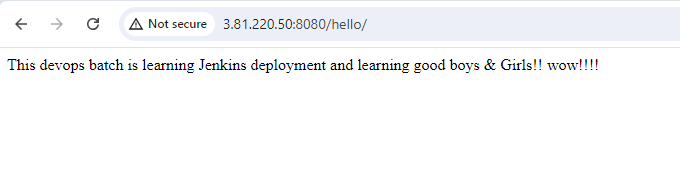 Not secure 3.81.220.50:8080/hello/
This devops batch is learning Jenkins deployment and learning good boys & Girls!! wow!!!!